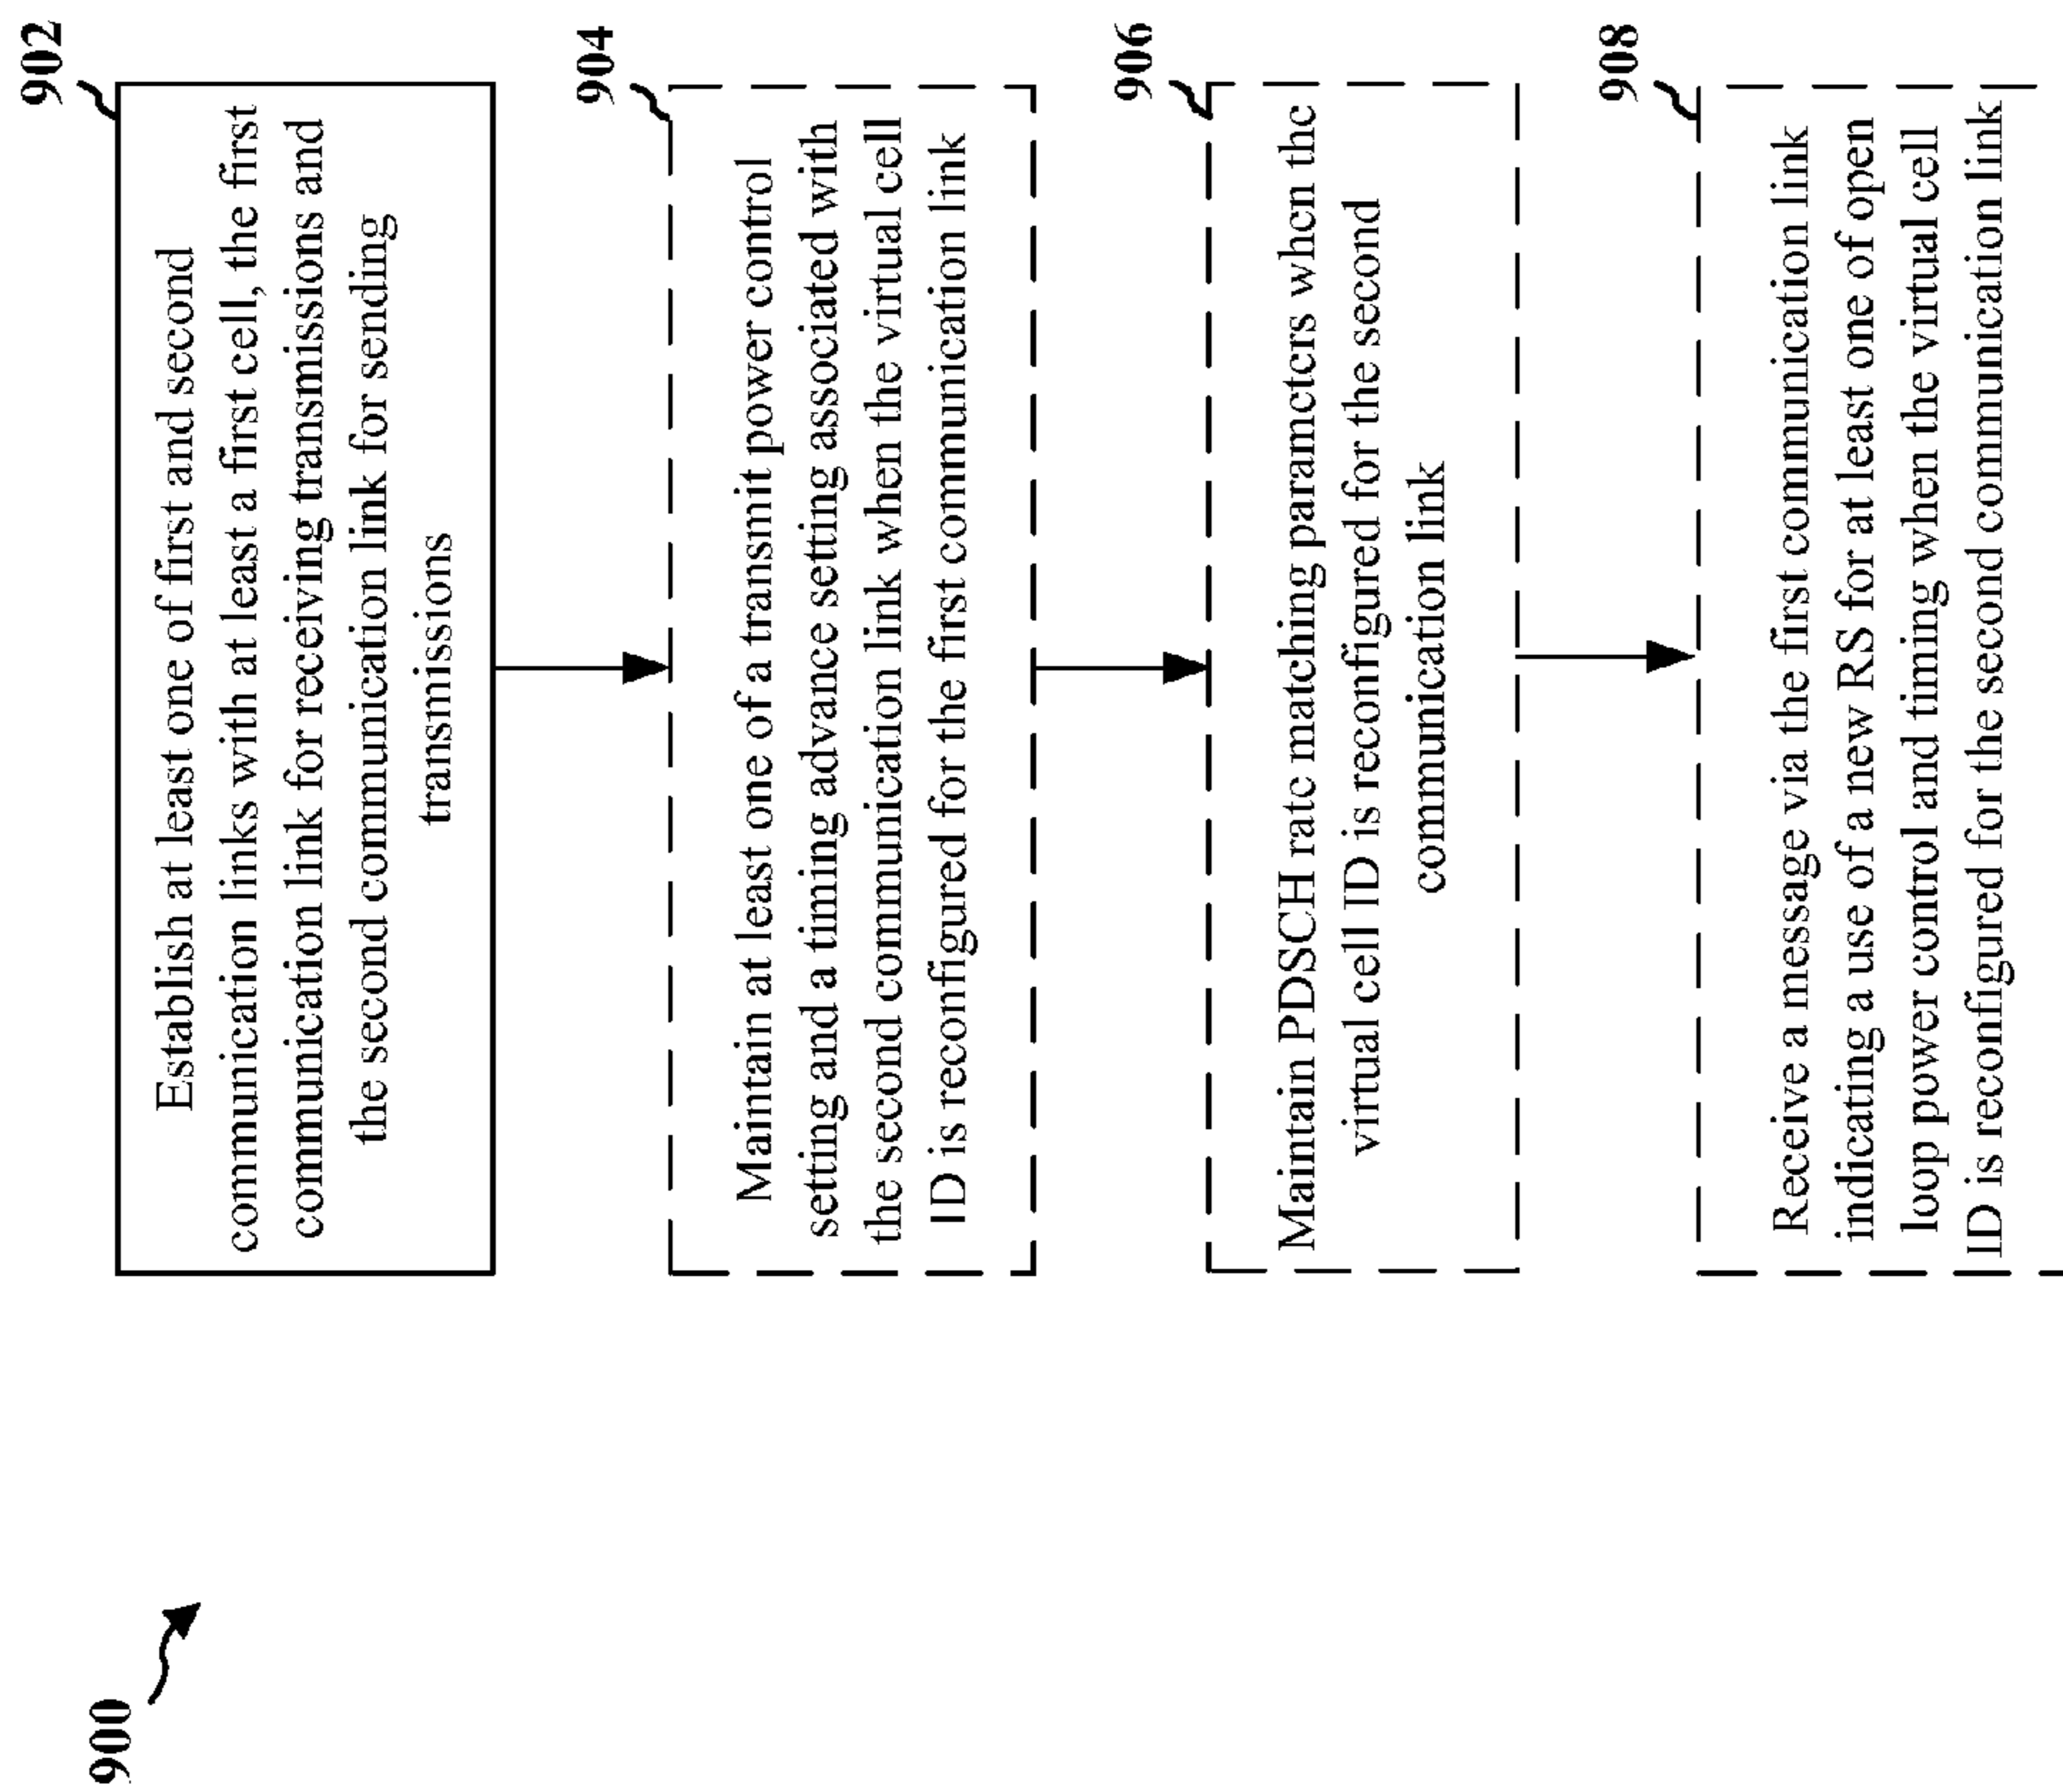 900
902
Establish at least one of first and second
communication links with at least a first cell, the first
communication link for receiving transmissions and
the second communication link for sending
transmissions
904
Maintain at least one of a transmit power control
setting and a timing advance setting associated with
the second communication link when the virtual cell
ID is reconfigured for the first communication link
906
Maintain PDSCH rate matching parameters when the
virtual cell ID is reconfigured for the second
communication link
908
Receive a message via the first communication link
indicating a use of a new RS for at least one of open
loop power control and timing when the virtual cell
ID is reconfigured for the second communication link